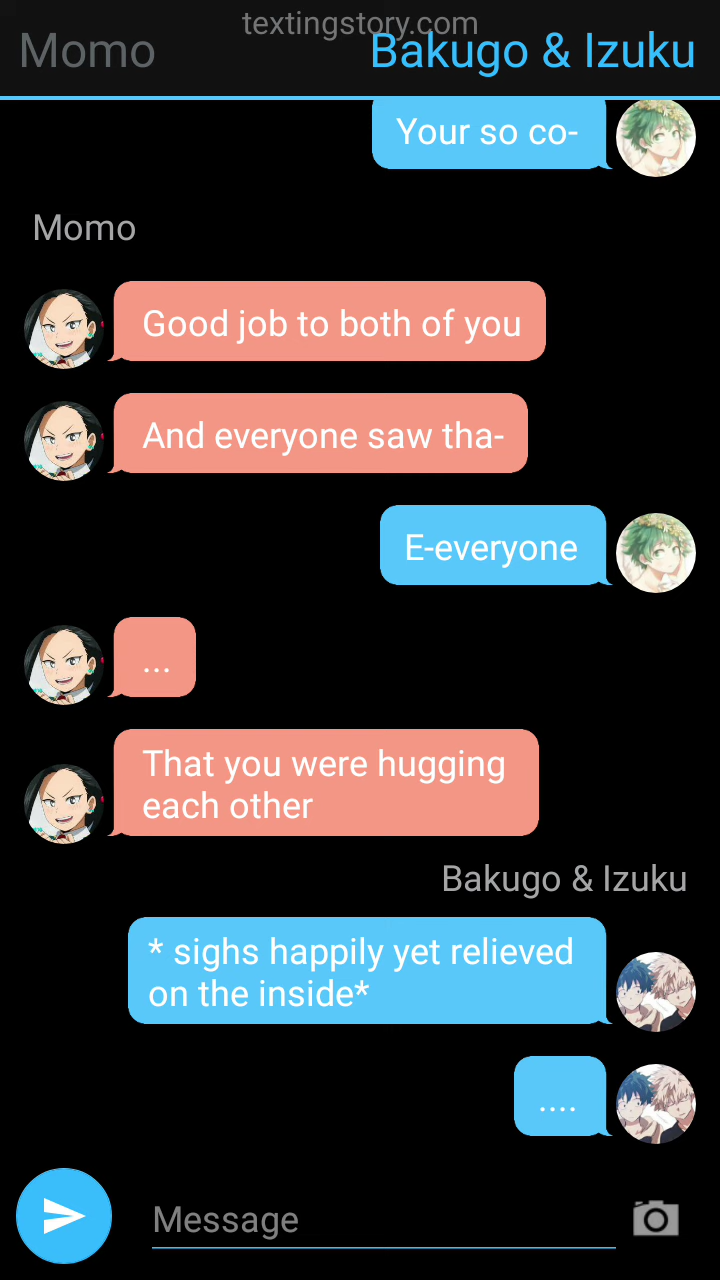 textingstory.com
Momo
Bakugo & Izuku
Your so co-
Momo
Good job to both of you
And everyone saw tha-
E-everyone
...
That you were hugging
each other
Bakugo & Izuku
* sighs happily yet relieved
on the inside*
....
Message